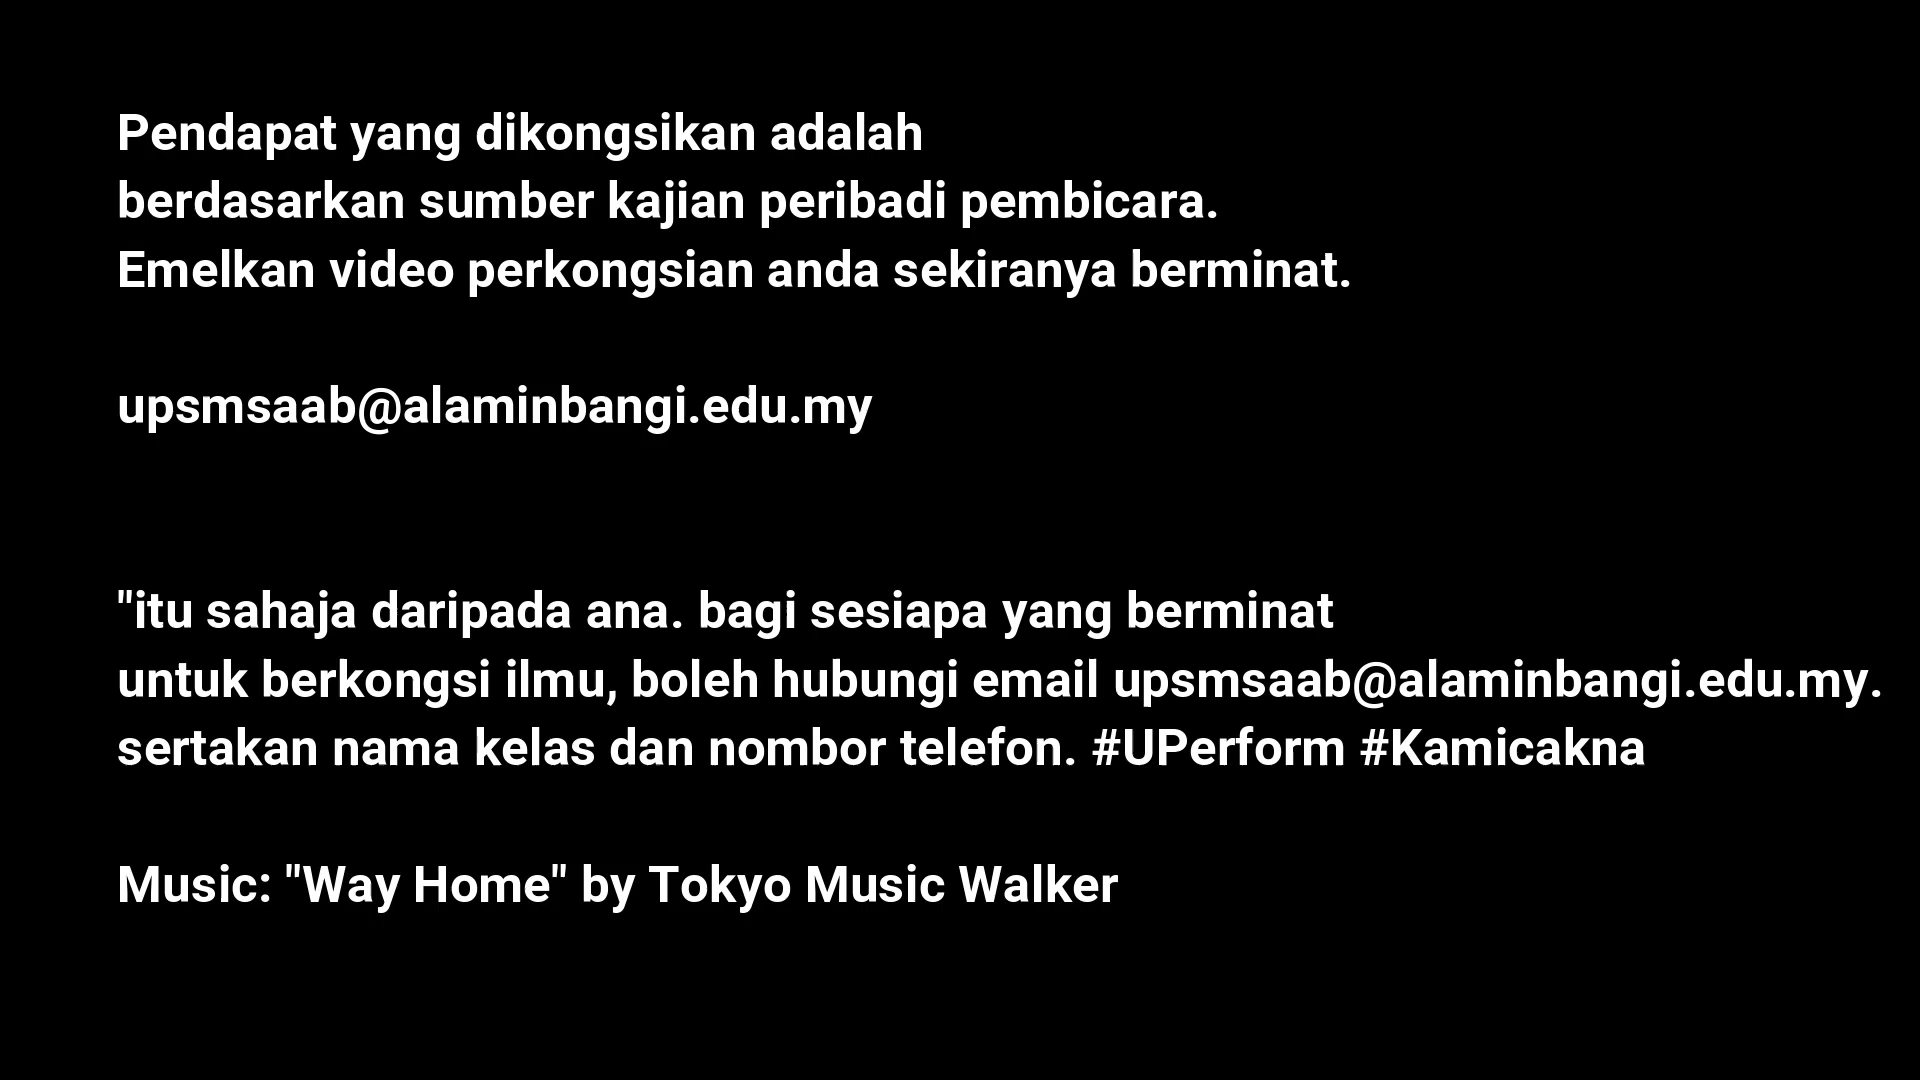 Pendapat yang dikongsikan adalah
berdasarkan sumber kajian peribadi pembicara.
Emelkan video perkongsian anda sekiranya berminat.
upsmsaab@alaminbangi.edu.my
"itu sahaja daripada ana. bagi sesiapa yang berminat
untuk berkongsi ilmu, boleh hubungi email upsmsaab@alaminbangi.edu.my.
sertakan nama kelas dan nombor telefon. #UPerform #Kamicakna
Music: "Way Home" by Tokyo Music Walker